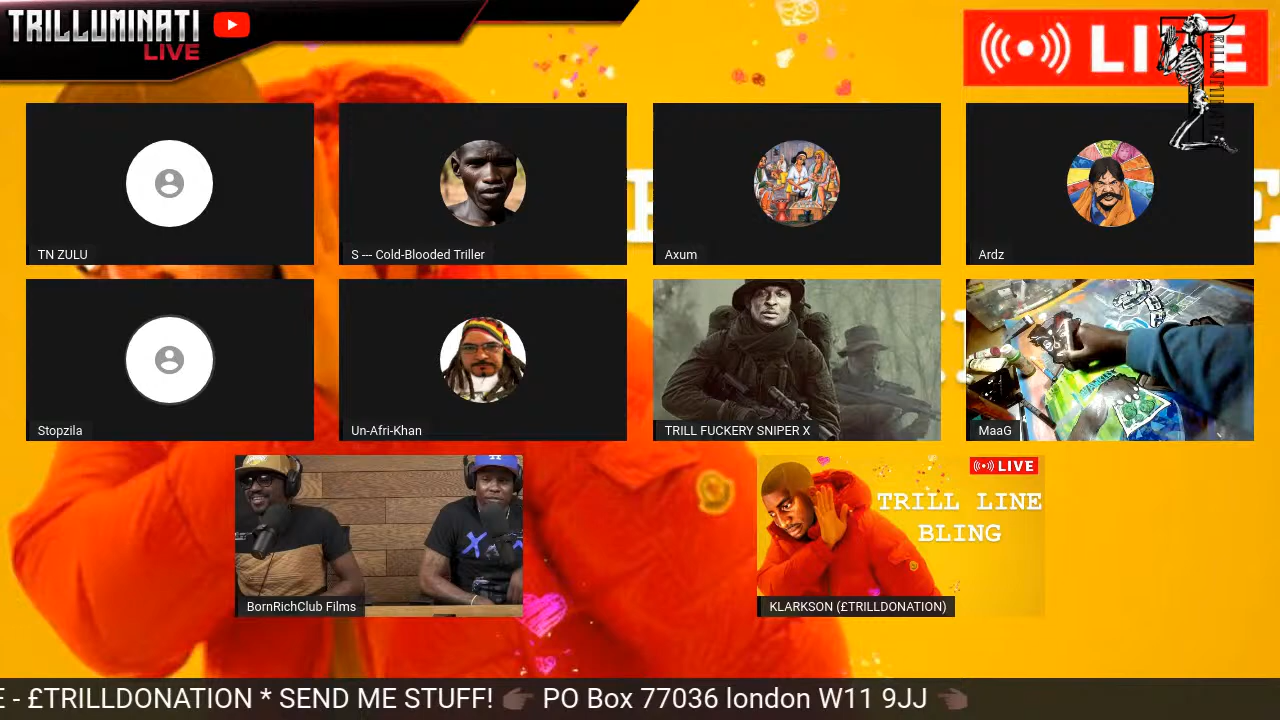 TRILLUMINATI
LIVE
LIVE
TRILLUMINATI
TN ZULU
S --- Cold-Blooded Triller
Axum
Ardz
Stopzila
Un-Afri-Khan
TRILL FUCKERY SNIPER X
MaaG
LIVE
TRILL LINE
BLING
BornRichClub Films
KLARKSON (£TRILLDONATION)
E - £TRILLDONATION * SEND ME STUFF! 👉🏿 PO Box 77036 london W11 9JJ 👈🏿